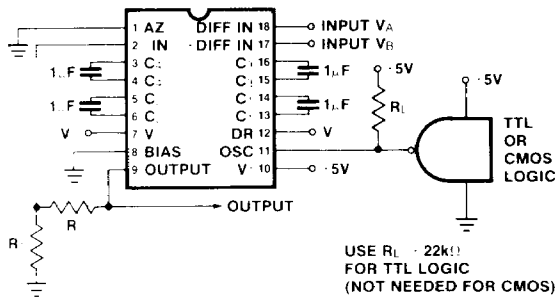 1 AZ DIFF IN 18 INPUT VA
2 IN DIFF IN 17 INPUT VB
3 C C 16
1 F 1μF
4 C C 15
5 C C 14
1 F 1μF
6 C C 13
V 7 V DR 12 V
8 BIAS OSC 11
9 OUTPUT V 10 5V
5V
RL
5V
TTL
OR
CMOS
LOGIC
R
R
OUTPUT
USE RL 22kΩ
FOR TTL LOGIC
(NOT NEEDED FOR CMOS)